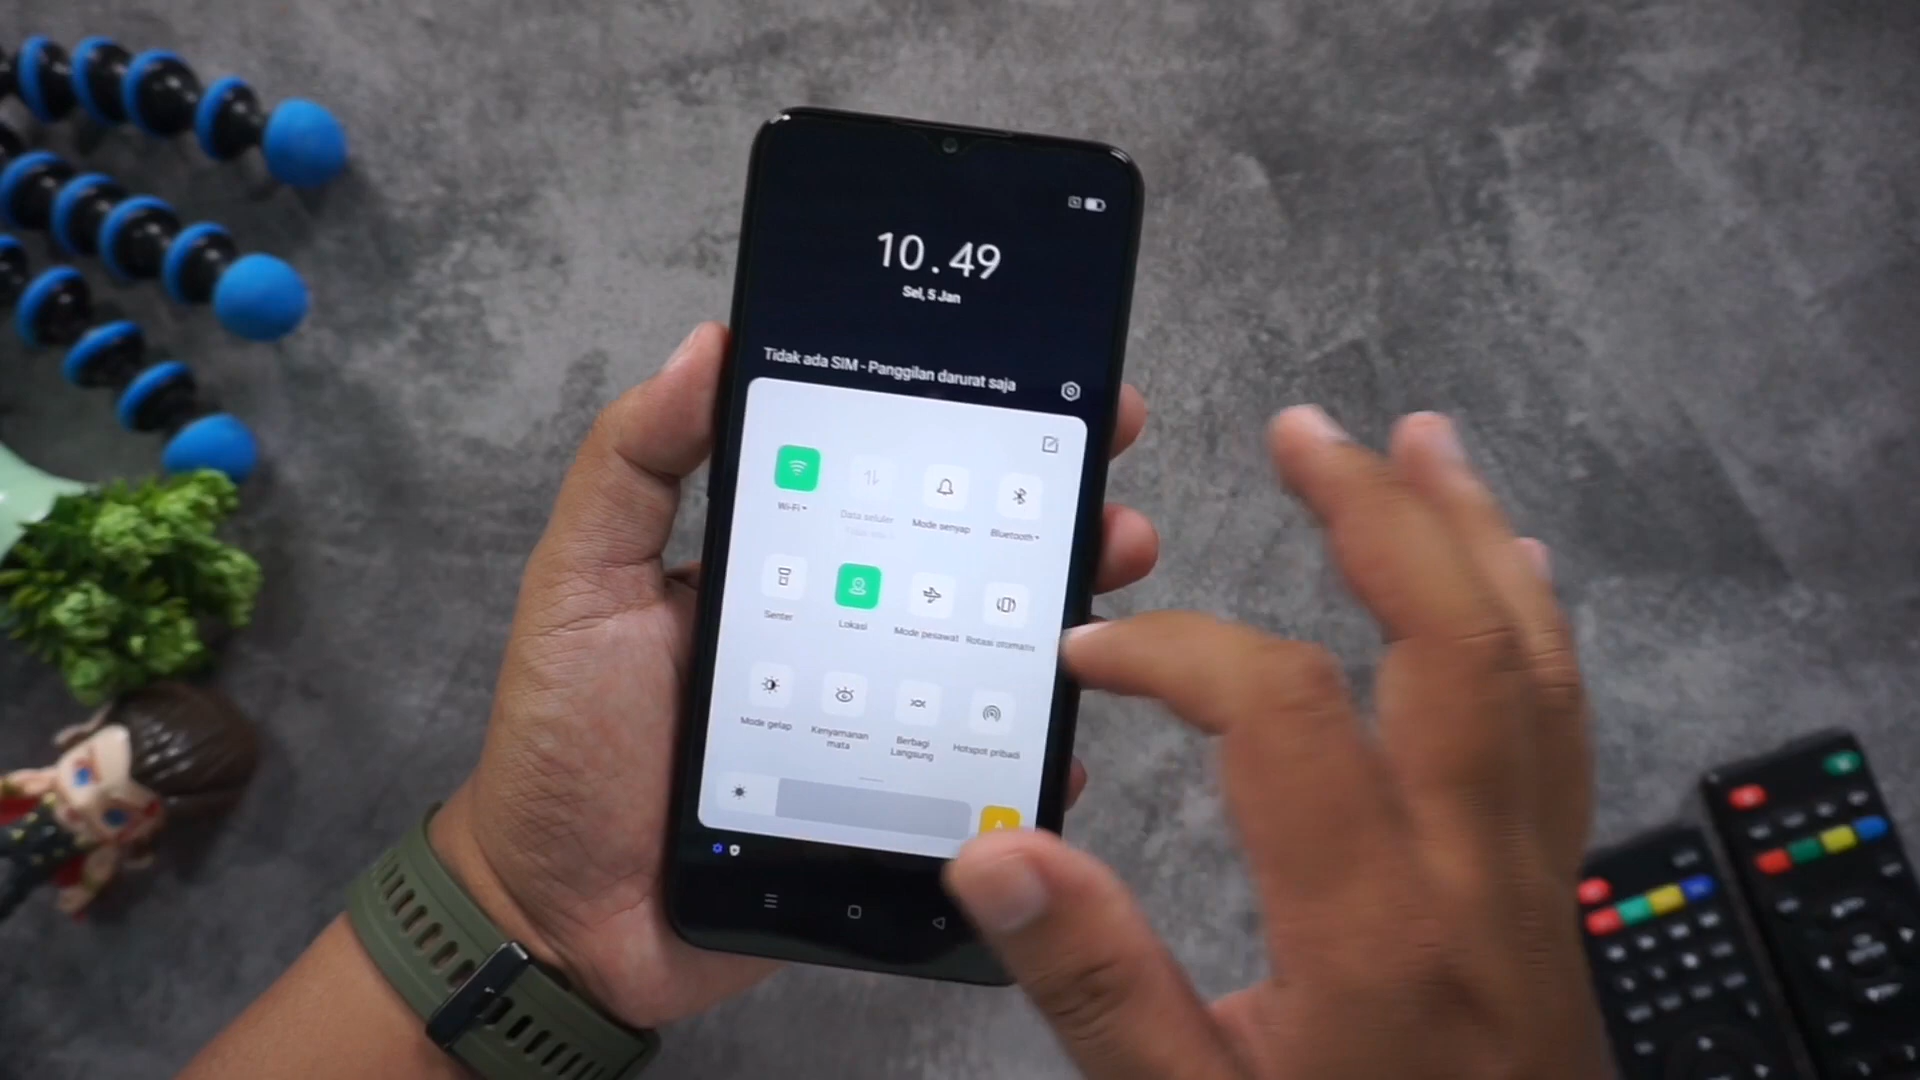 10.49
Sel, 5 Jan
Tidak ada SIM - Panggilan darurat saja
Wi-Fi
Data seluler
Mode senyap
Bluetooth
Senter
Lokasi
Mode pesawat
Rotasi otomatis
Mode gelap
Kenyamanan mata
Berbagi Langsung
Hotspot pribadi
A